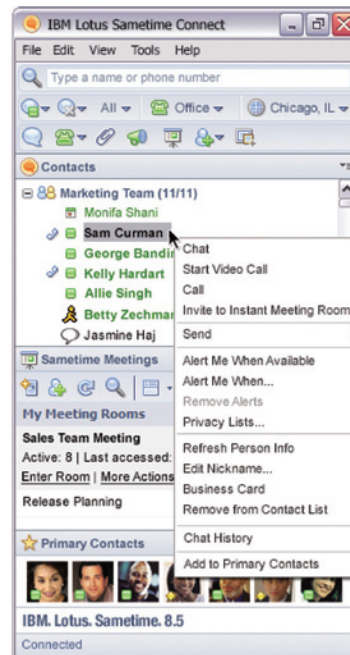 IBM Lotus Sametime Connect
File Edit View Tools Help
Type a name or phone number
All Office Chicago, IL
Contacts
Marketing Team (11/11)
Monifa Shani
Sam Curman
George Bandin
Kelly Hardart
Allie Singh
Betty Zechmar
Jasmine Haj
Chat
Start Video Call
Call
Invite to Instant Meeting Room
Send
Alert Me When Available
Alert Me When...
Remove Alerts
Privacy Lists...
Refresh Person Info
Edit Nickname...
Business Card
Remove from Contact List
Chat History
Add to Primary Contacts
Sametime Meetings
My Meeting Rooms
Sales Team Meeting
Active: 8 | Last accessed:
Enter Room | More Actions
Release Planning
Primary Contacts
IBM. Lotus. Sametime. 8.5
Connected